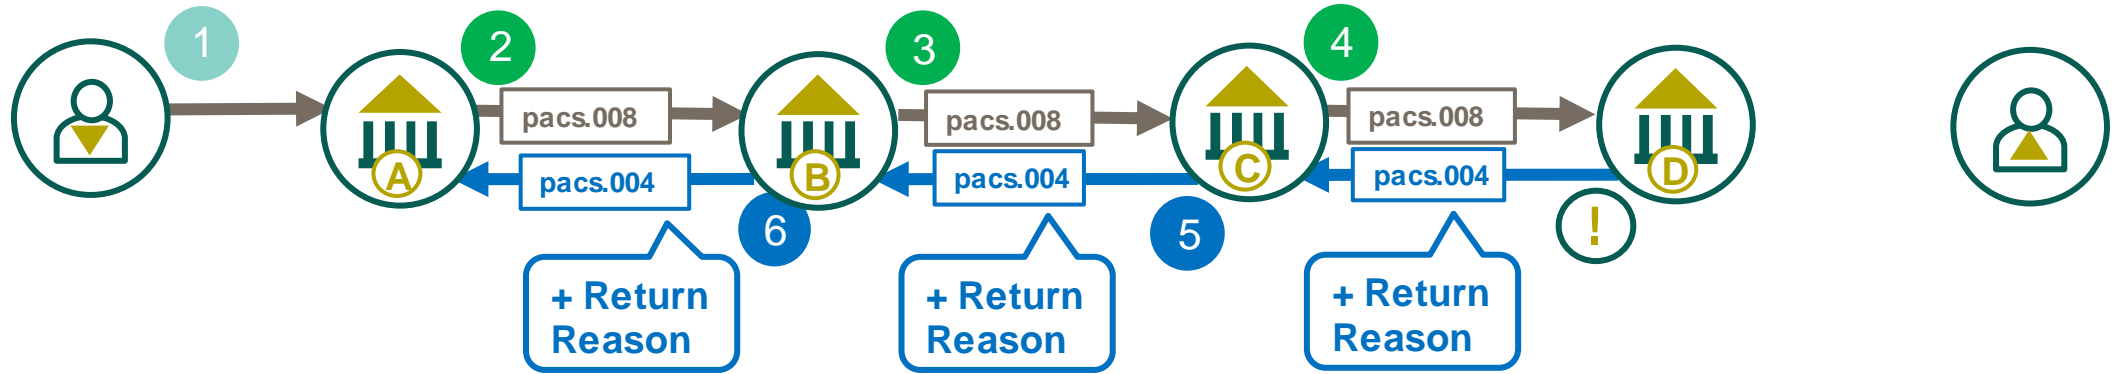 1
2
3
4
pacs.008
pacs.008
pacs.008
A
B
C
D
pacs.004
pacs.004
pacs.004
6
5
!
+ Return
Reason
+ Return
Reason
+ Return
Reason